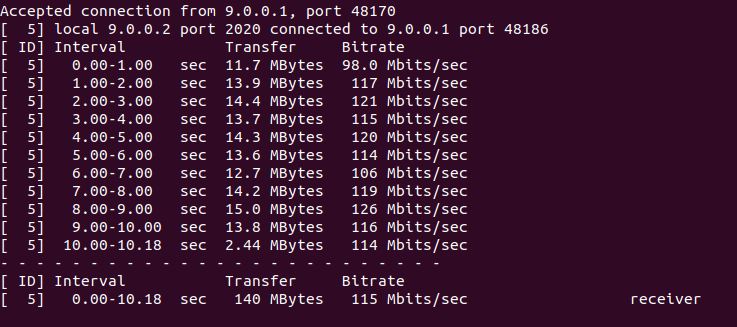 Accepted connection from 9.0.0.1, port 48170
[  5] local 9.0.0.2 port 2020 connected to 9.0.0.1 port 48186
[ ID] Interval           Transfer     Bitrate
[  5]   0.00-1.00   sec  11.7 MBytes  98.0 Mbits/sec
[  5]   1.00-2.00   sec  13.9 MBytes   117 Mbits/sec
[  5]   2.00-3.00   sec  14.4 MBytes   121 Mbits/sec
[  5]   3.00-4.00   sec  13.7 MBytes   115 Mbits/sec
[  5]   4.00-5.00   sec  14.3 MBytes   120 Mbits/sec
[  5]   5.00-6.00   sec  13.6 MBytes   114 Mbits/sec
[  5]   6.00-7.00   sec  12.7 MBytes   106 Mbits/sec
[  5]   7.00-8.00   sec  14.2 MBytes   119 Mbits/sec
[  5]   8.00-9.00   sec  15.0 MBytes   126 Mbits/sec
[  5]   9.00-10.00  sec  13.8 MBytes   116 Mbits/sec
[  5]  10.00-10.18  sec  2.44 MBytes   114 Mbits/sec
- - - - - - - - - - - - - - - - - - - - - - - - -
[ ID] Interval           Transfer     Bitrate
[  5]   0.00-10.18  sec   140 MBytes   115 Mbits/sec                  receiver